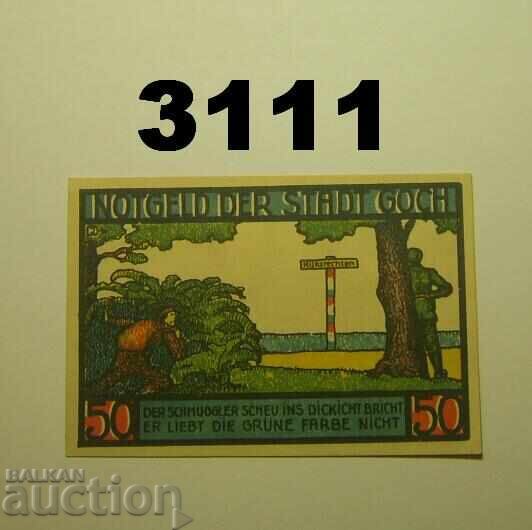 3111
NOTGELD DER STADT GOCH
50
DER SCHMUGGLER SCHEU INS DICKICHT BRICHT
ER LIEBT DIE GRÜNE FARBE NICHT
50
BALKAN
auction